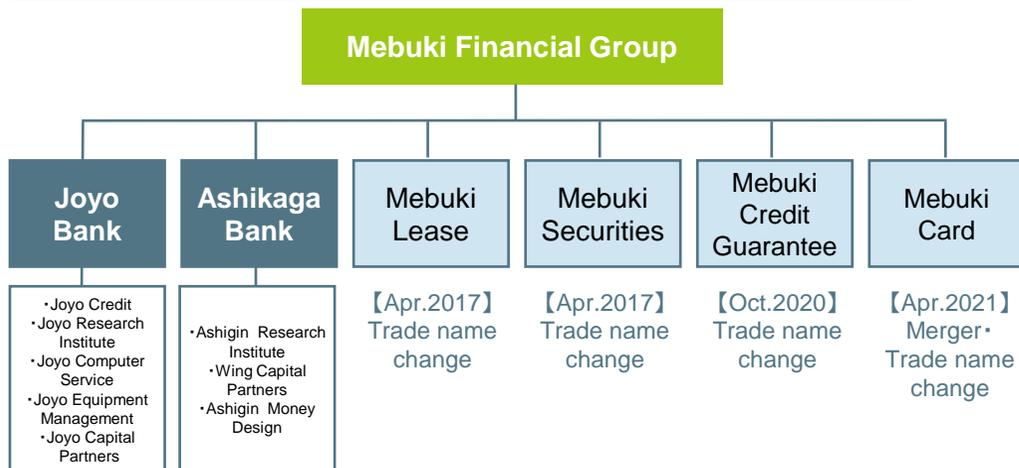 Mebuki Financial Group
Joyo
Bank
Ashikaga
Bank
Mebuki
Lease
Mebuki
Securities
Mebuki
Credit
Guarantee
Mebuki
Card
・Joyo Credit
・Joyo Research
Institute
・Joyo Computer
Service
・Joyo Equipment
Management
・Joyo Capital
Partners
・Ashigin Research
Institute
・Wing Capital
Partners
・Ashigin Money
Design
【Apr.2017】
Trade name
change
【Apr.2017】
Trade name
change
【Oct.2020】
Trade name
change
【Apr.2021】
Merger・
Trade name
change